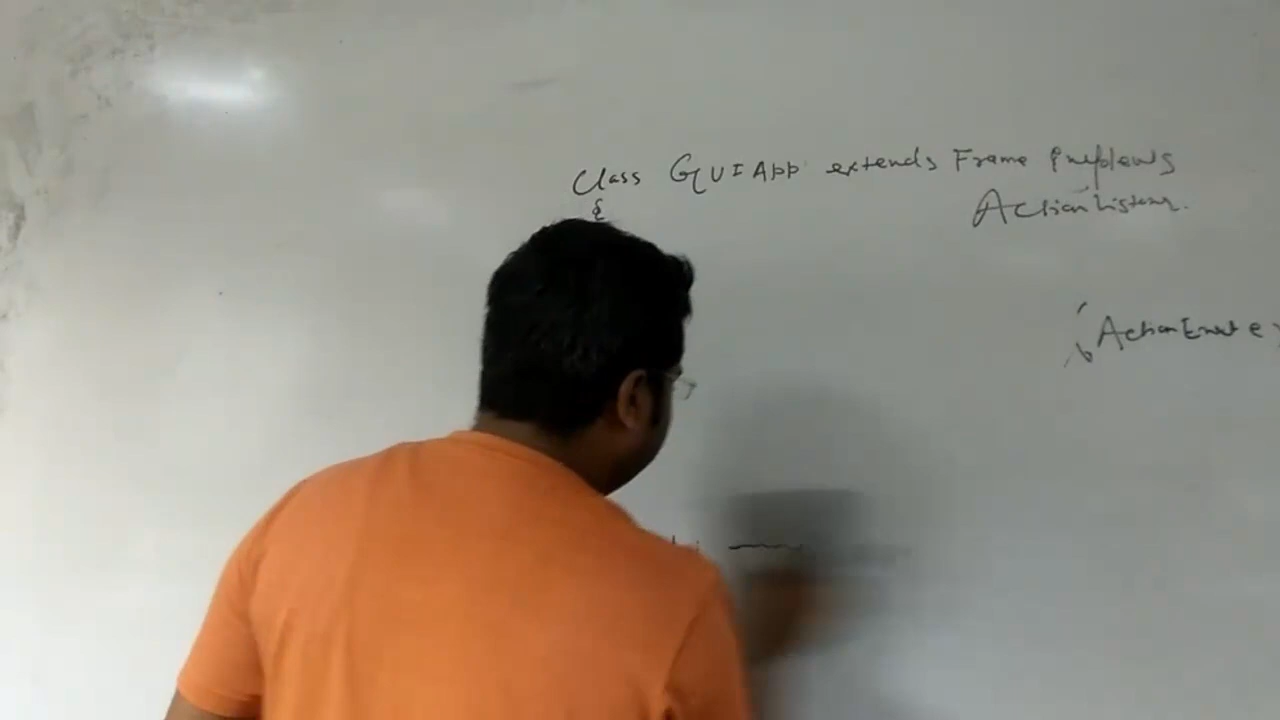 Class GUIApp extends Frame implements
{ ActionListener.
ActionEvent e